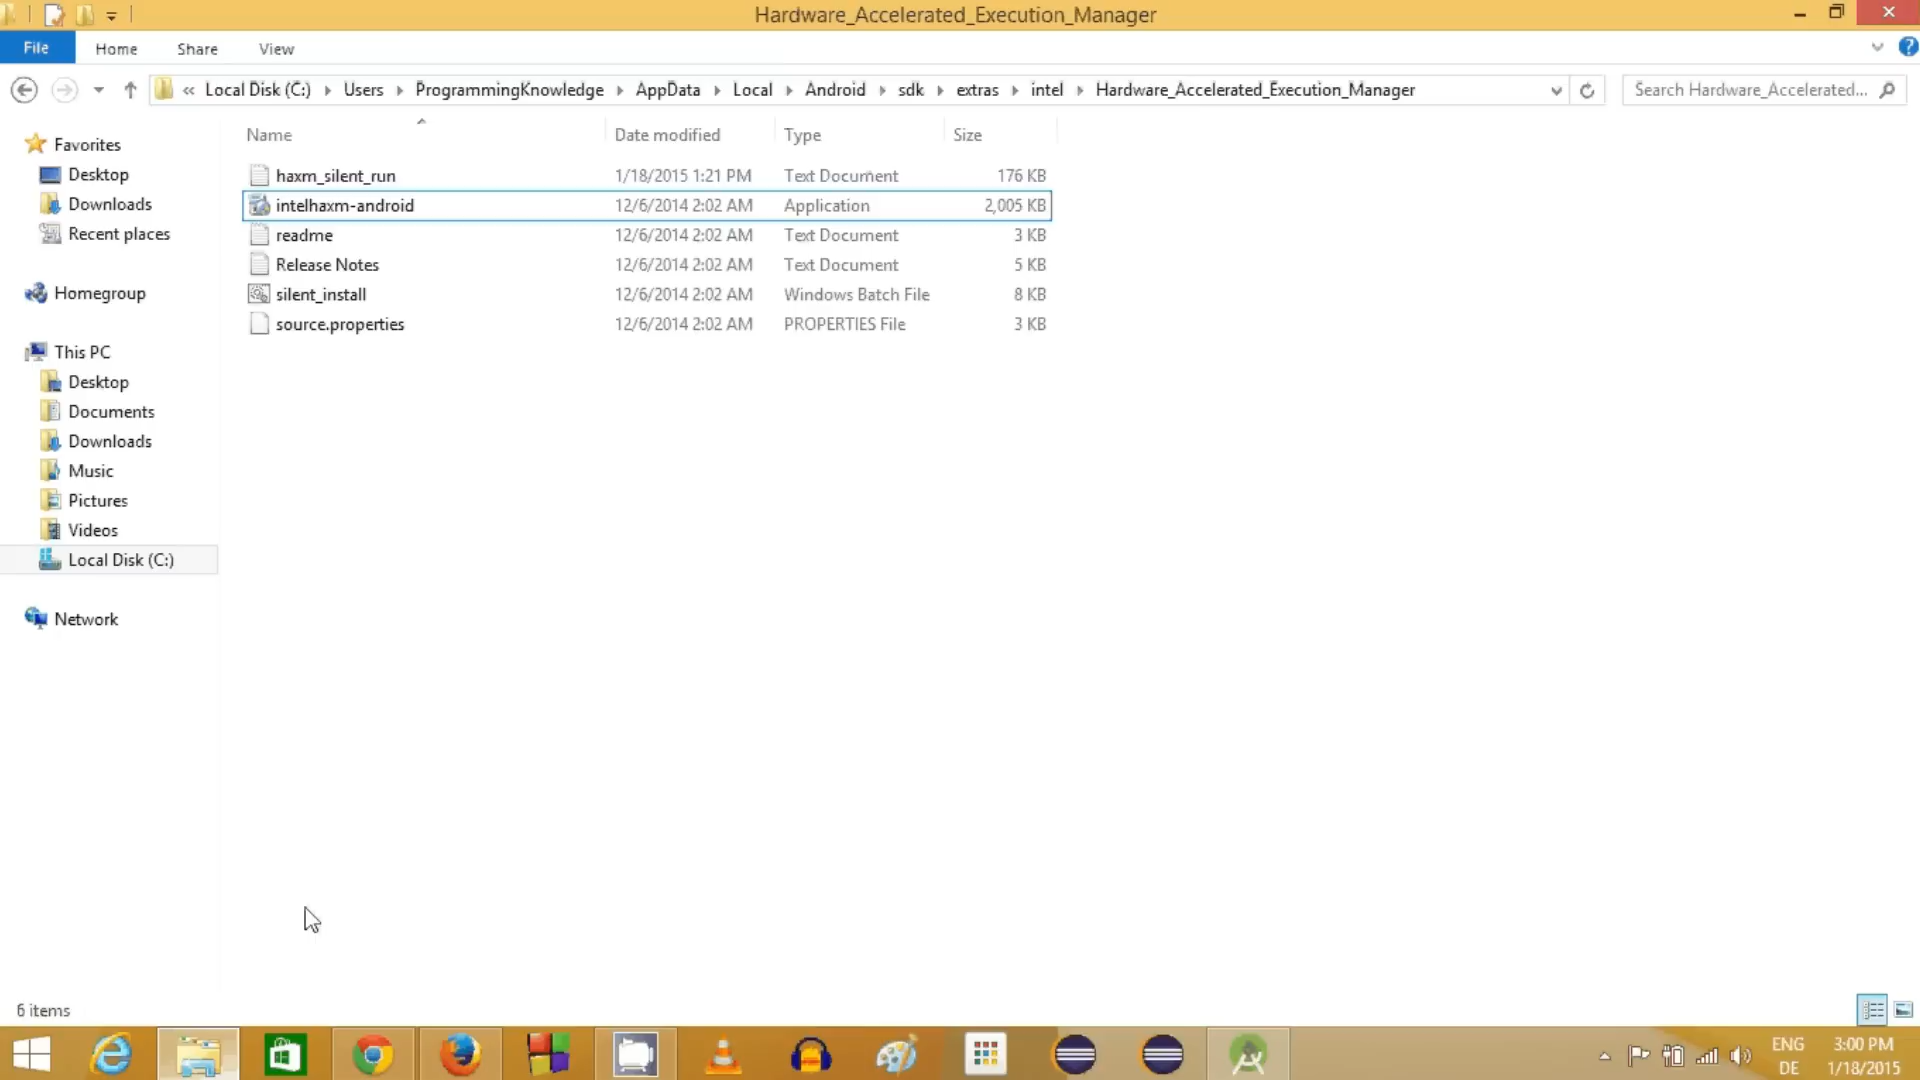 Hardware_Accelerated_Execution_Manager
File Home Share View
« Local Disk (C:) Users ProgrammingKnowledge AppData Local Android sdk extras intel Hardware_Accelerated_Execution_Manager
Search Hardware_Accelerated...
Name Date modified Type Size
Favorites
Desktop
Downloads
Recent places
Homegroup
This PC
Desktop
Documents
Downloads
Music
Pictures
Videos
Local Disk (C:)
Network
haxm_silent_run 1/18/2015 1:21 PM Text Document 176 KB
intelhaxm-android 12/6/2014 2:02 AM Application 2,005 KB
readme 12/6/2014 2:02 AM Text Document 3 KB
Release Notes 12/6/2014 2:02 AM Text Document 5 KB
silent_install 12/6/2014 2:02 AM Windows Batch File 8 KB
source.properties 12/6/2014 2:02 AM PROPERTIES File 3 KB
6 items
ENG 3:00 PM
DE 1/18/2015